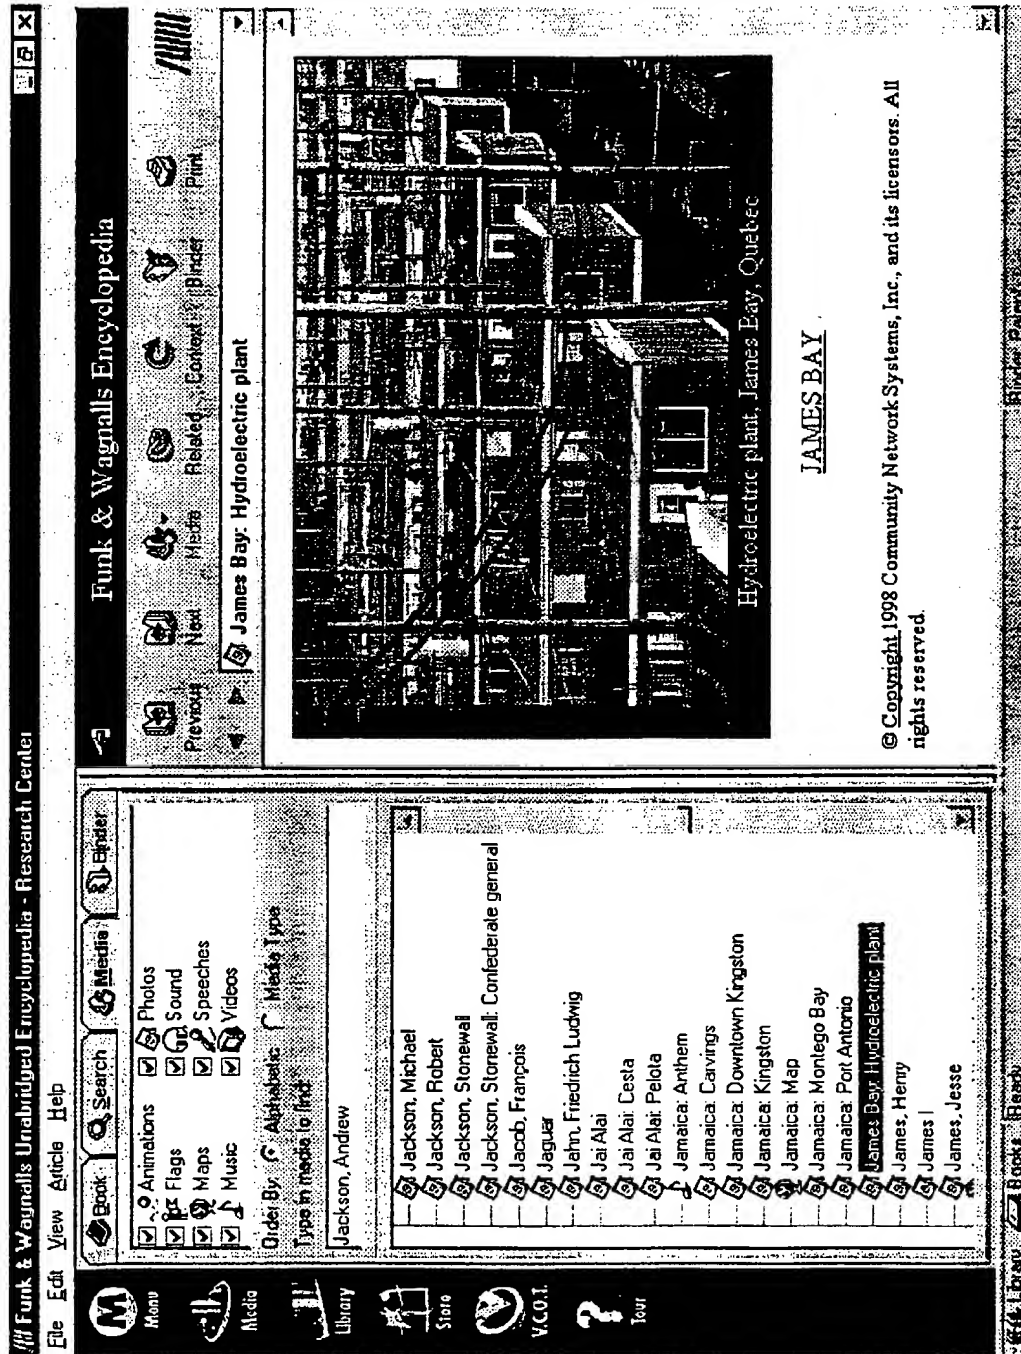 Funk & Wagnalls Unabridged Encyclopedia - Research Center
File Edit View Article Help
Menu
Media
Library
Store
V.C.O.T.
Tour
Book Search Media Binder
Animations Photos
Flags Sound
Maps Speeches
Music Videos
Order By: Alphabetic Media Type
Type in media to find:
Jackson, Andrew
Jackson, Michael
Jackson, Robert
Jackson, Stonewall
Jackson, Stonewall: Confederate general
Jacob, François
Jaguar
Jahn, Friedrich Ludwig
Jai Alai
Jai Alai: Cesta
Jai Alai: Pelota
Jamaica: Anthem
Jamaica: Carvings
Jamaica: Downtown Kingston
Jamaica: Kingston
Jamaica: Map
Jamaica: Montego Bay
Jamaica: Port Antonio
James Bay: Hydroelectric plant
James, Henry
James I
James, Jesse
Funk & Wagnalls Encyclopedia
Previous Next Media Related Context Binder Print
James Bay: Hydroelectric plant
Hydroelectric plant, James Bay, Quebec
JAMES BAY
© Copyright 1998 Community Network Systems, Inc., and its licensors. All
rights reserved.
Library Books Ready